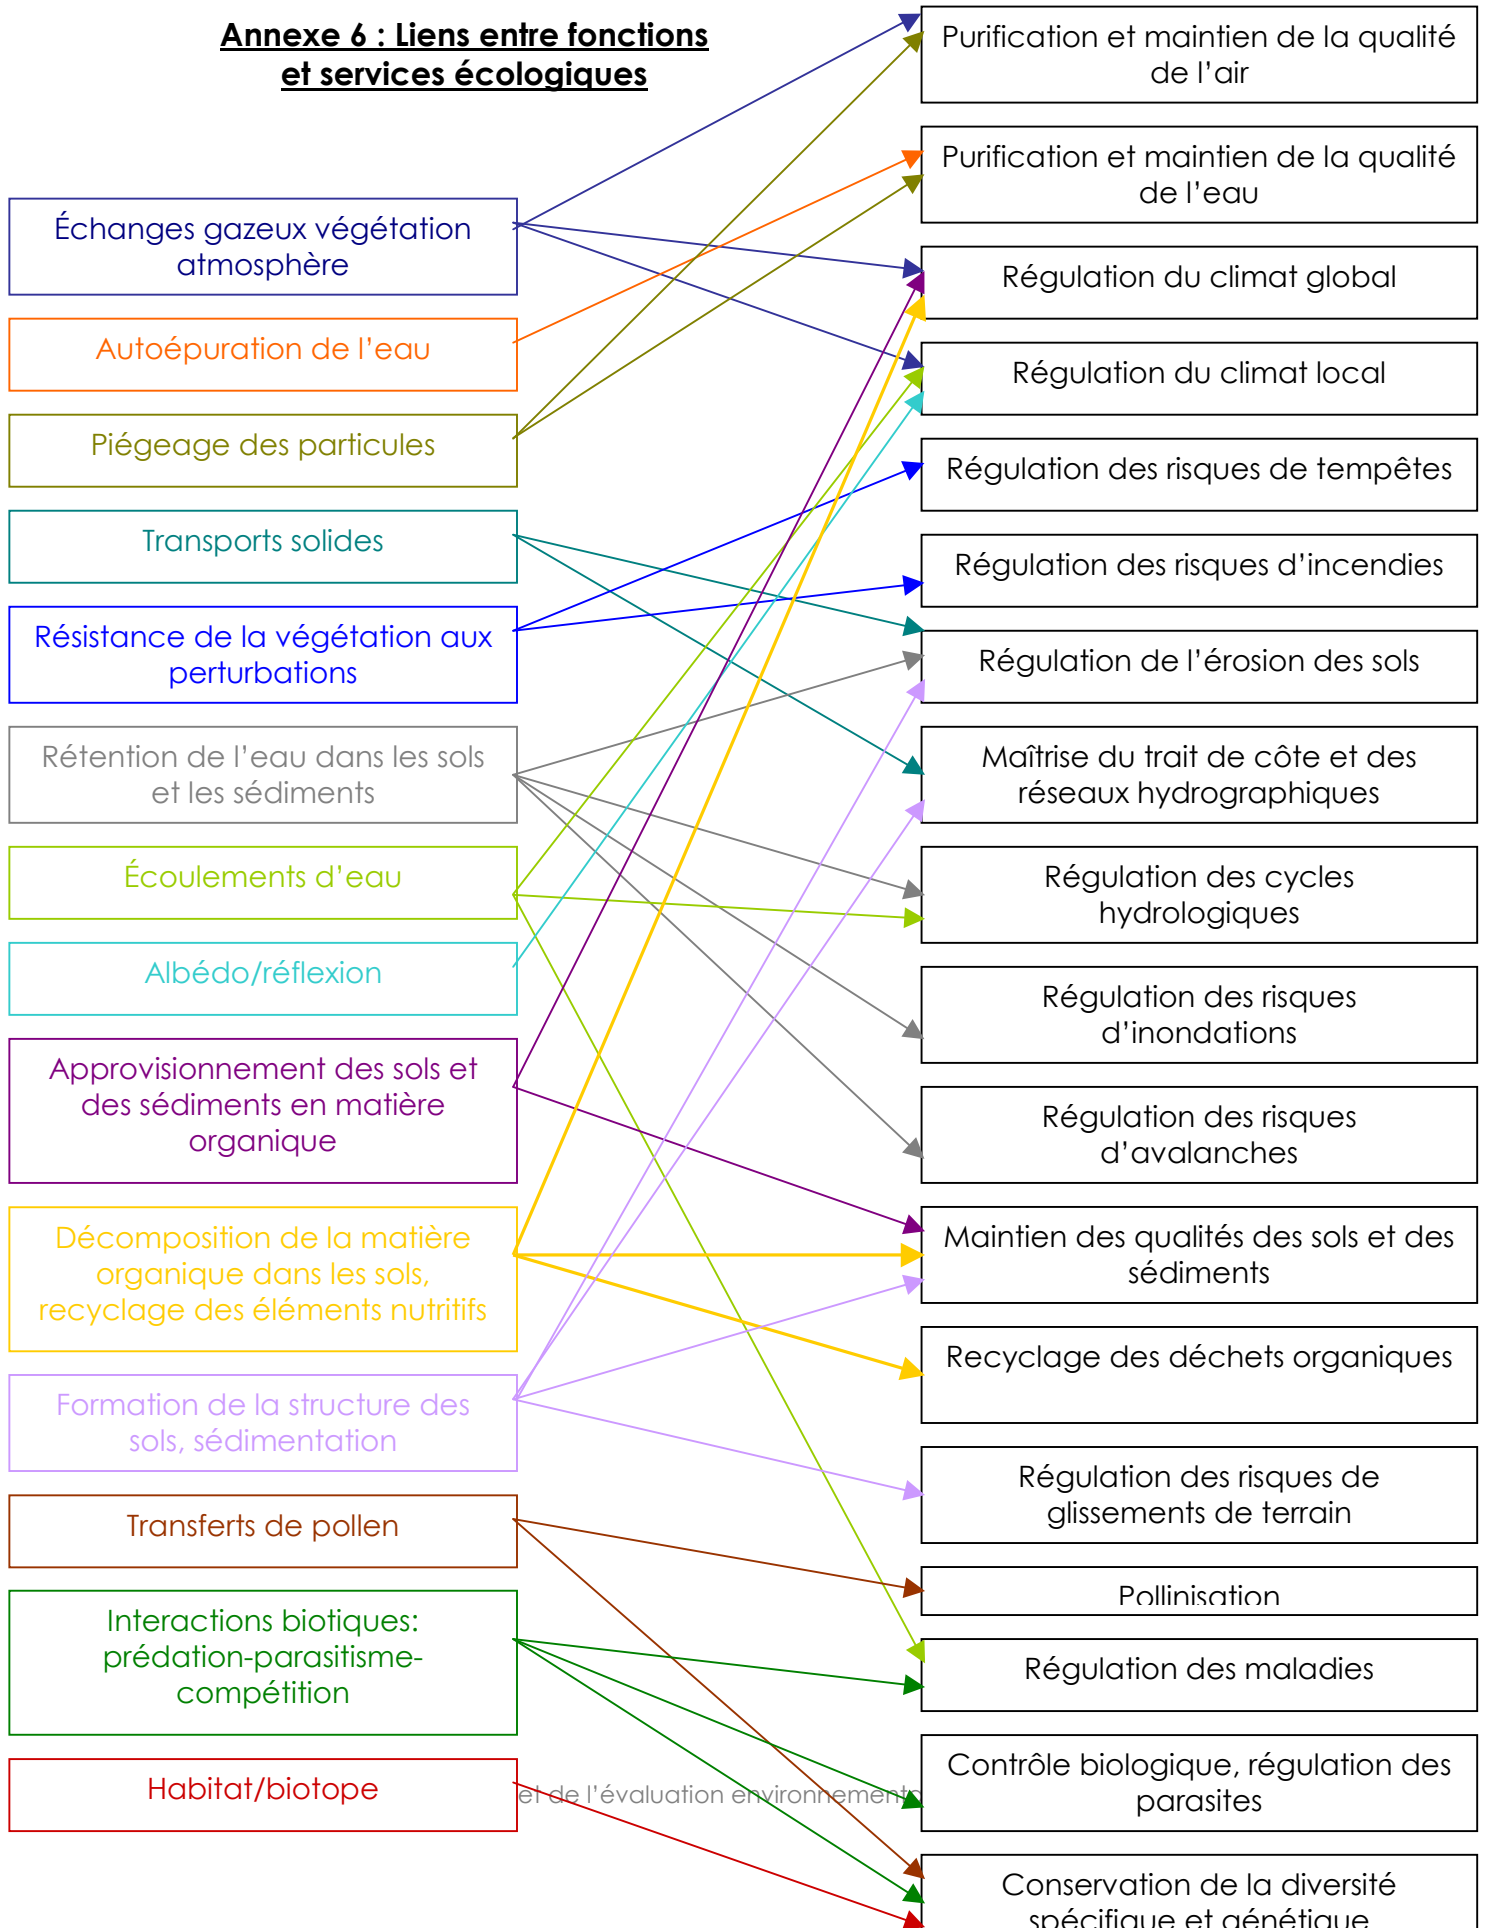 Annexe 6 : Liens entre fonctions
et services écologiques
Échanges gazeux végétation
atmosphère
Autoépuration de l’eau
Piégeage des particules
Transports solides
Résistance de la végétation aux
perturbations
Rétention de l’eau dans les sols
et les sédiments
Écoulements d’eau
Albédo/réflexion
Approvisionnement des sols et
des sédiments en matière
organique
Décomposition de la matière
organique dans les sols,
recyclage des éléments nutritifs
Formation de la structure des
sols, sédimentation
Transferts de pollen
Interactions biotiques:
prédation-parasitisme-
compétition
Habitat/biotope
Purification et maintien de la qualité
de l’air
Purification et maintien de la qualité
de l’eau
Régulation du climat global
Régulation du climat local
Régulation des risques de tempêtes
Régulation des risques d’incendies
Régulation de l’érosion des sols
Maîtrise du trait de côte et des
réseaux hydrographiques
Régulation des cycles
hydrologiques
Régulation des risques
d’inondations
Régulation des risques
d’avalanches
Maintien des qualités des sols et des
sédiments
Recyclage des déchets organiques
Régulation des risques de
glissements de terrain
Pollinisation
Régulation des maladies
Contrôle biologique, régulation des
parasites
Conservation de la diversité
spécifique et génétique
et de l’évaluation environnementa